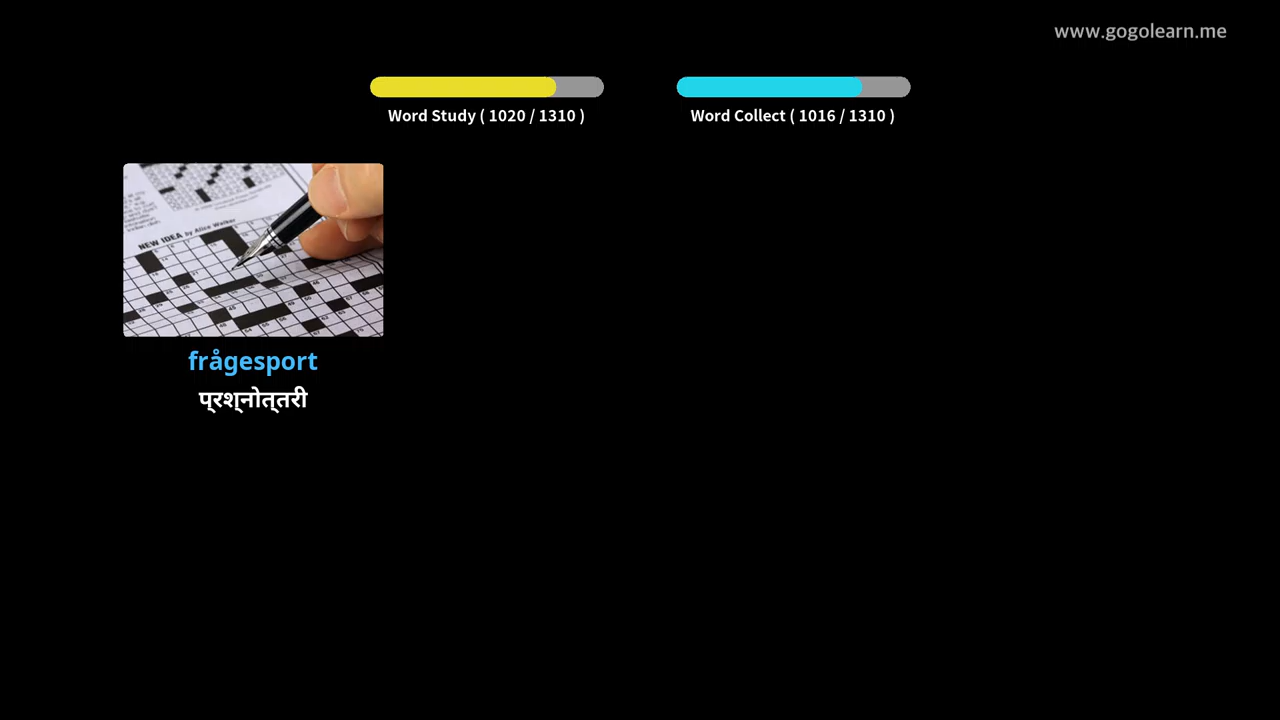 www.gogolearn.me
Word Study ( 1020 / 1310 )
Word Collect ( 1016 / 1310 )
NEW IDEA by Alice Walker
frågesport
प्रश्नोत्तरी